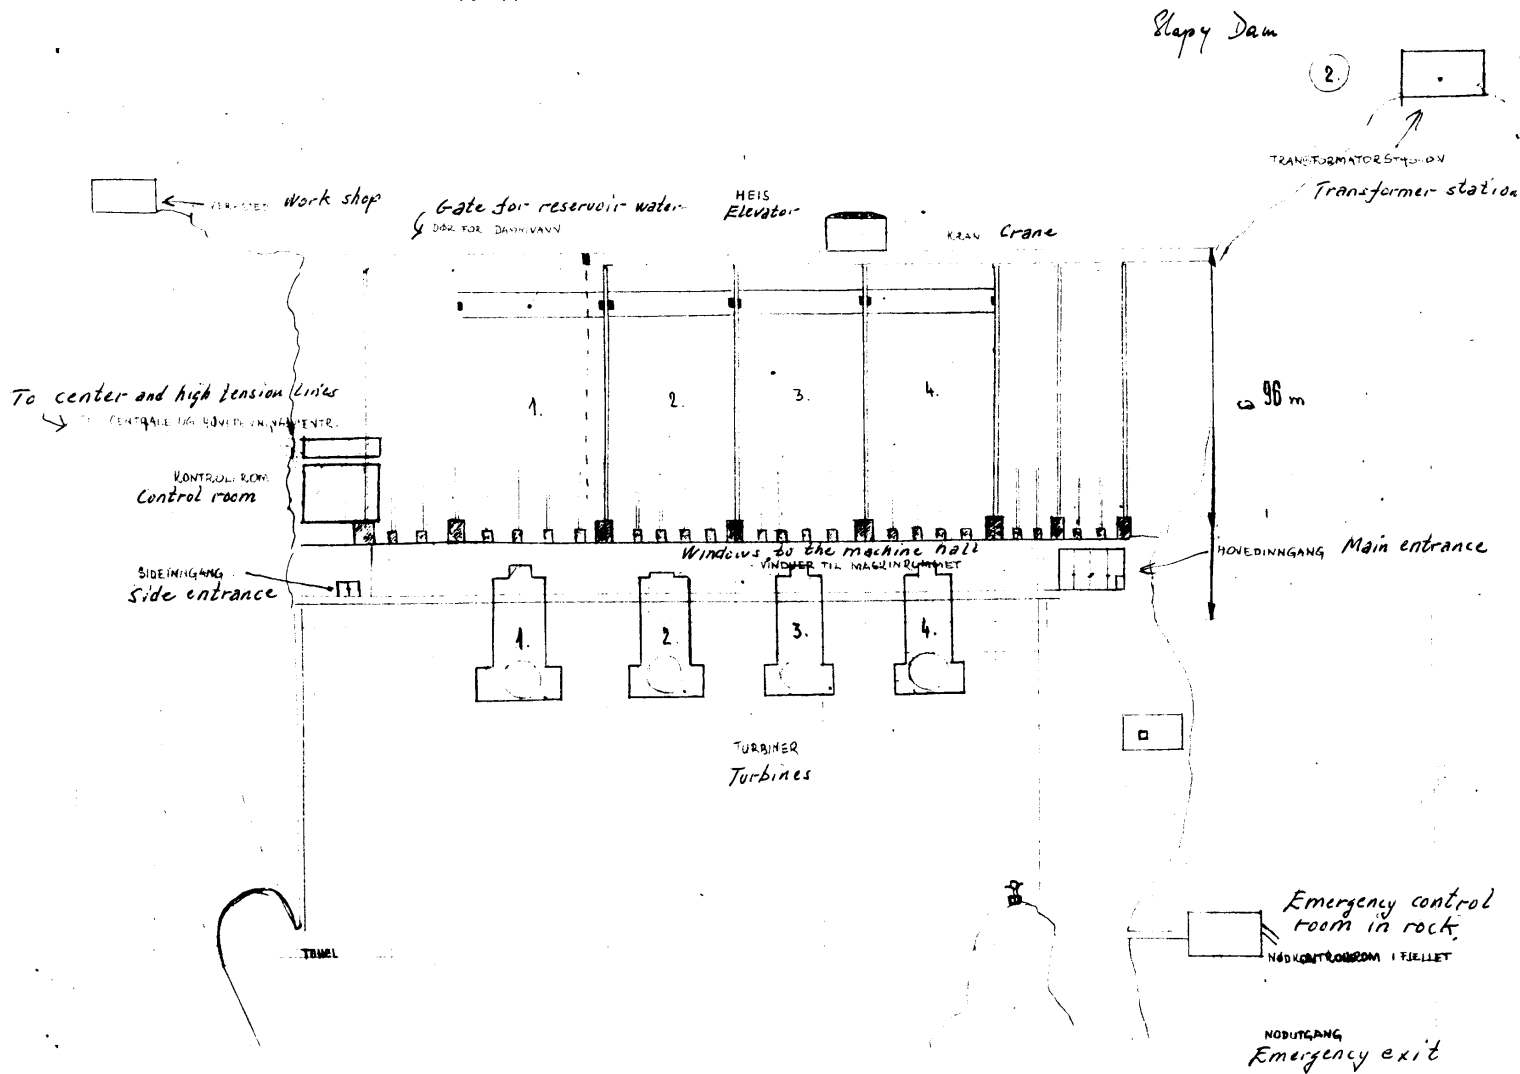 Slapy Dam
2.
Transformer station
Work shop
Gate for reservoir water
DØR FOR DAMMVANN
HEIS
Elevator
KRAN Crane
To center and high tension lines
1.
2.
3.
4.
ca 96 m
KONTROLLROM
Control room
Windows to the machine hall
VINDUER TIL MASKINRUMMET
HOVEDINNGANG Main entrance
SIDEINNGANG
Side entrance
1.
2.
3.
4.
TURBINER
Turbines
Emergency control
room in rock.
NØDKONTROLLROM I FJELLET
TUNEL
NØDUTGANG
Emergency exit